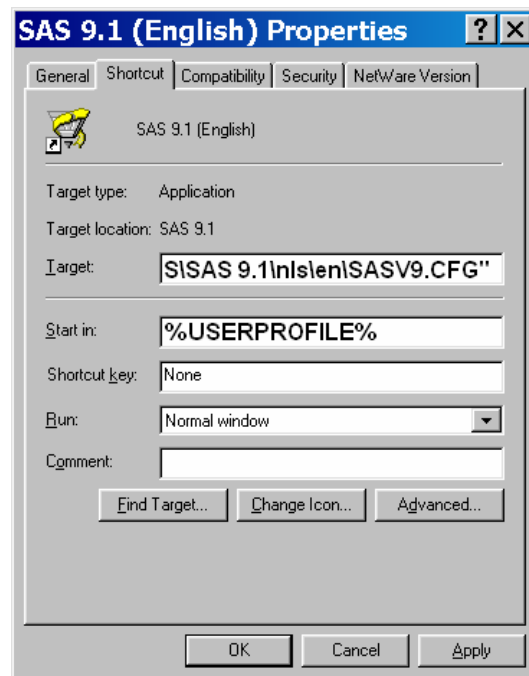 SAS 9.1 (English) Properties ? X
General Shortcut Compatibility Security NetWare Version
SAS 9.1 (English)
Target type: Application
Target location: SAS 9.1
Target: S\SAS 9.1\nls\en\SASV9.CFG"
Start in: %USERPROFILE%
Shortcut key: None
Run: Normal window
Comment:
Find Target... Change Icon... Advanced...
OK Cancel Apply